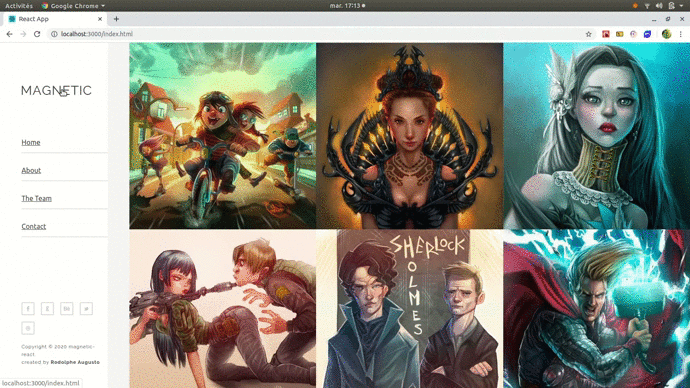 Activités
Google Chrome
mar. 17:13
React App
localhost:3000/index.html
MAGNETIC
Home
About
The Team
Contact
Copyright © 2020 magnetic-
react
created by Rodolphe Augusto
localhost:3000/index.html
SHERLOCK
HOLMES